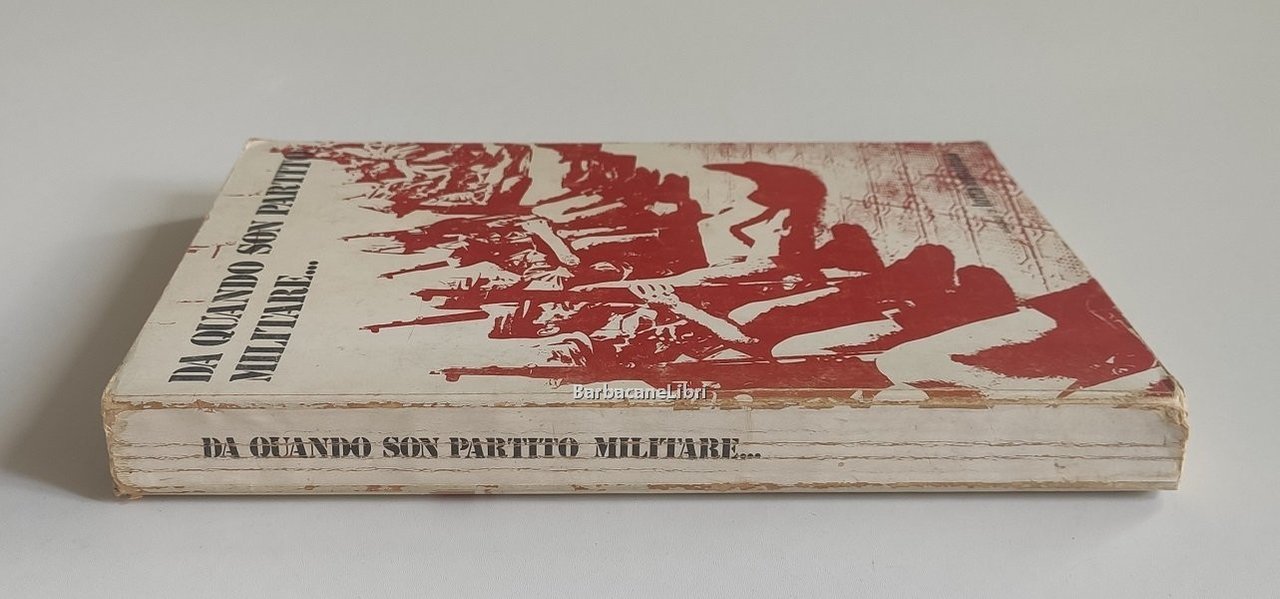 DA QUANDO SON PARTITO
MILITARE...
BarbacaneLibri
DA QUANDO SON PARTITO MILITARE...